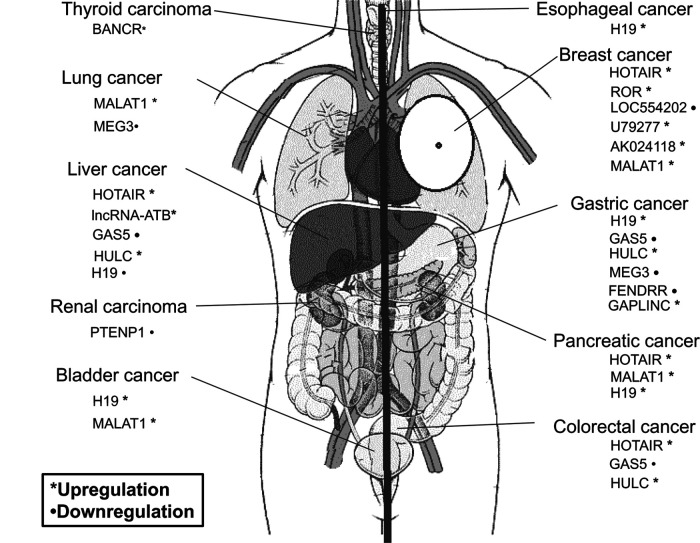 Thyroid carcinoma
BANCR*
Lung cancer
MALAT1 *
MEG3•
Liver cancer
HOTAIR *
lncRNA-ATB*
GAS5 •
HULC *
H19 •
Renal carcinoma
PTENP1 •
Bladder cancer
H19 *
MALAT1 *
*Upregulation
•Downregulation
Esophageal cancer
H19 *
Breast cancer
HOTAIR *
ROR *
LOC554202 •
U79277 *
AK024118 *
MALAT1 *
Gastric cancer
H19 *
GAS5 •
HULC *
MEG3 •
FENDRR •
GAPLINC *
Pancreatic cancer
HOTAIR *
MALAT1 *
H19 *
Colorectal cancer
HOTAIR *
GAS5 •
HULC *